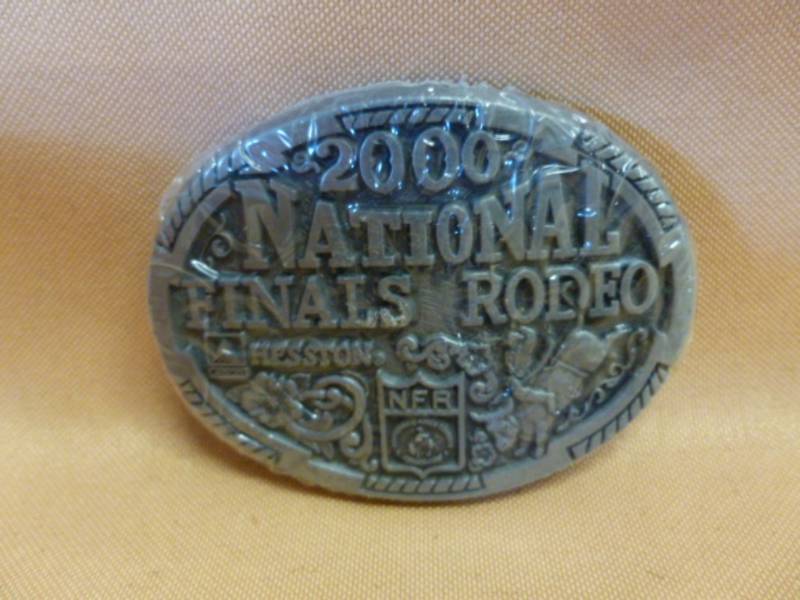 2000
NATIONAL
FINALS RODEO
HESSTON®
NFR